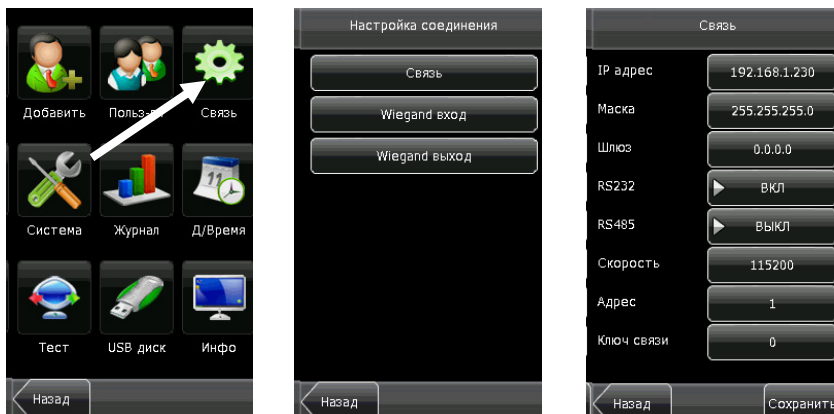 Добавить Связь
Система Журнал Д/Время
Тест USB диск Инфо
Назад
Настройка соединения
Связь
Wiegand вход
Wiegand выход
Назад
Связь
IP адрес 192.168.1.230
Маска 255.255.255.0
Шлюз 0.0.0.0
RS232 ВКЛ
RS485 ВЫКЛ
Скорость 115200
Адрес 1
Ключ связи 0
Назад Сохранить